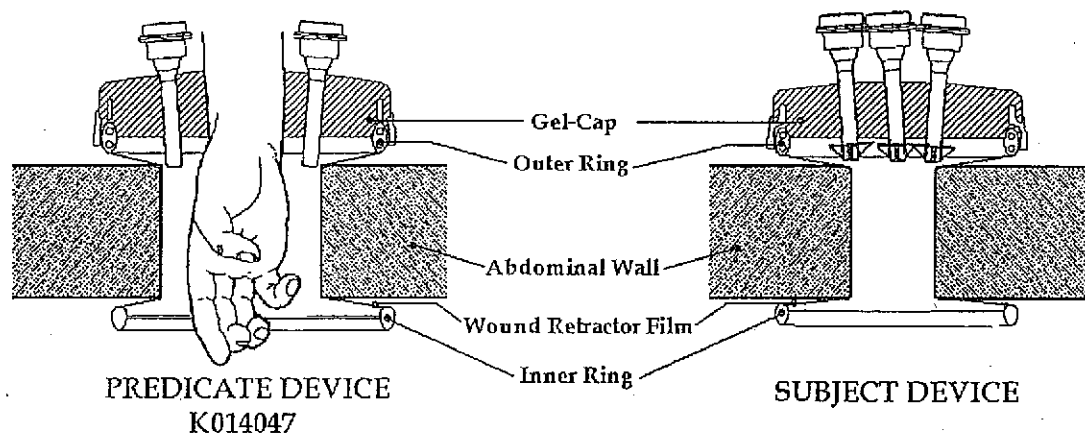 Gel-Cap
Outer Ring
Abdominal Wall
Wound Retractor Film
Inner Ring
PREDICATE DEVICE
K014047
SUBJECT DEVICE